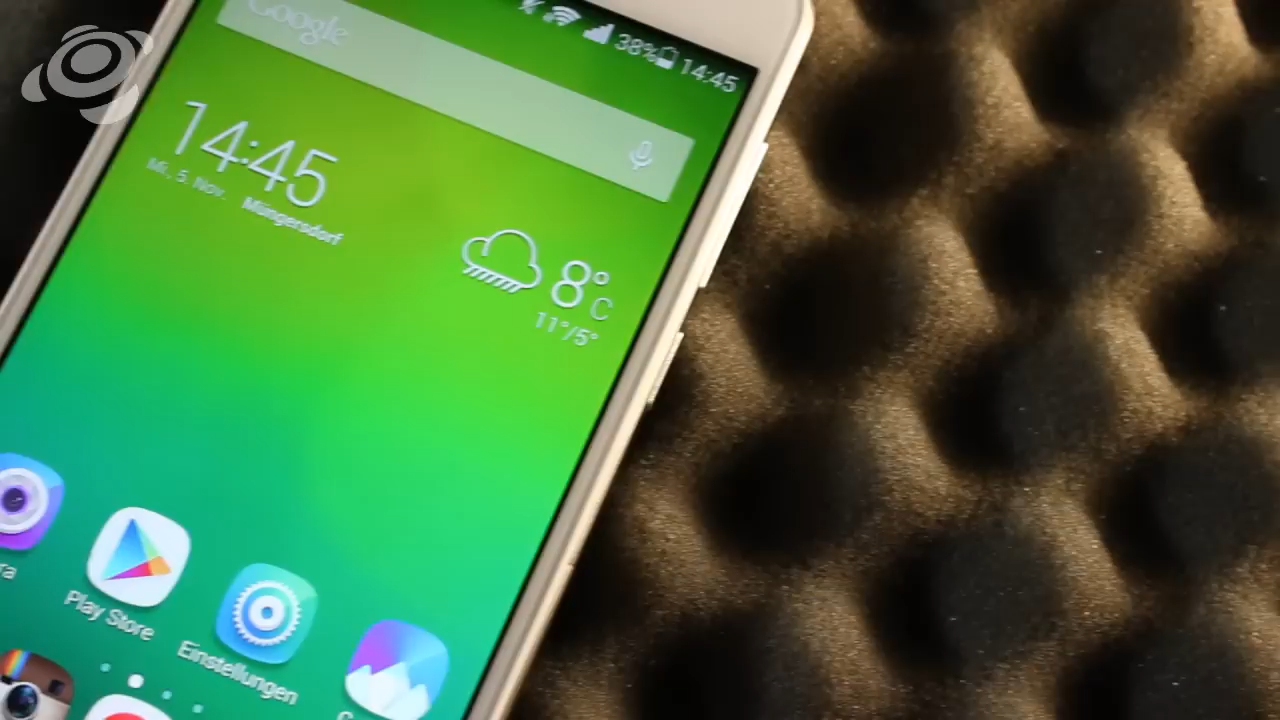 Google
38% 14:45
14:45
Mi., 5. Nov. Müngersdorf
8°C
11°/5°
Play Store
Einstellungen